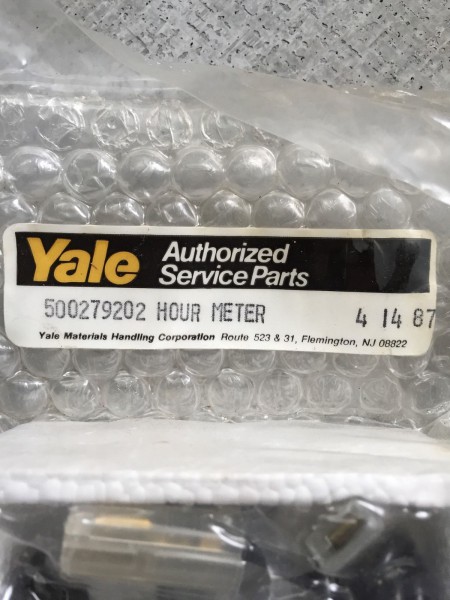 Yale Authorized
Service Parts
500279202 HOUR METER 4 14 87
Yale Materials Handling Corporation Route 523 & 31, Flemington, NJ 08822